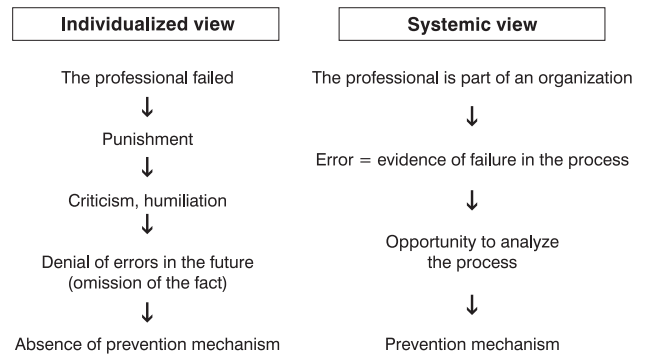 Individualized view
The professional failed
↓
Punishment
↓
Criticism, humiliation
↓
Denial of errors in the future
(omission of the fact)
↓
Absence of prevention mechanism
Systemic view
The professional is part of an organization
↓
Error = evidence of failure in the process
↓
Opportunity to analyze
the process
↓
Prevention mechanism